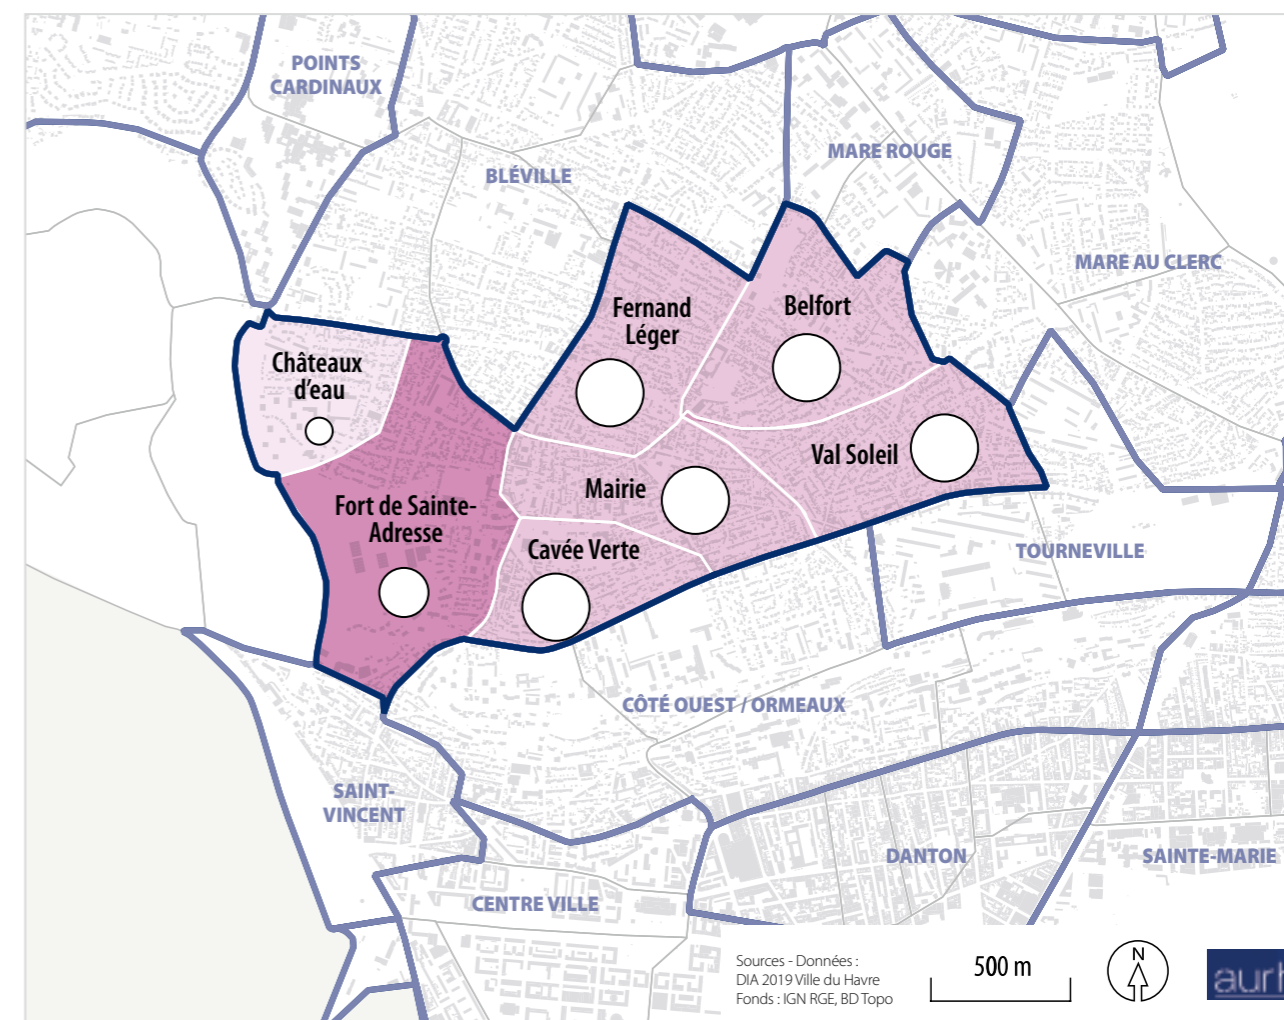 POINTS
CARDINAUX
MARE ROUGE
BLÉVILLE
MARE AU CLERC
Fernand
Léger
Belfort
Châteaux
d'eau
Val Soleil
Mairie
Fort de Sainte-
Adresse
Cavée Verte
TOURNEVILLE
CÔTÉ OUEST / ORMEAUX
SAINT-
VINCENT
DANTON
SAINTE-MARIE
CENTRE VILLE
Sources - Données :
DIA 2019 Ville du Havre
Fonds : IGN RGE, BD Topo
500 m
N